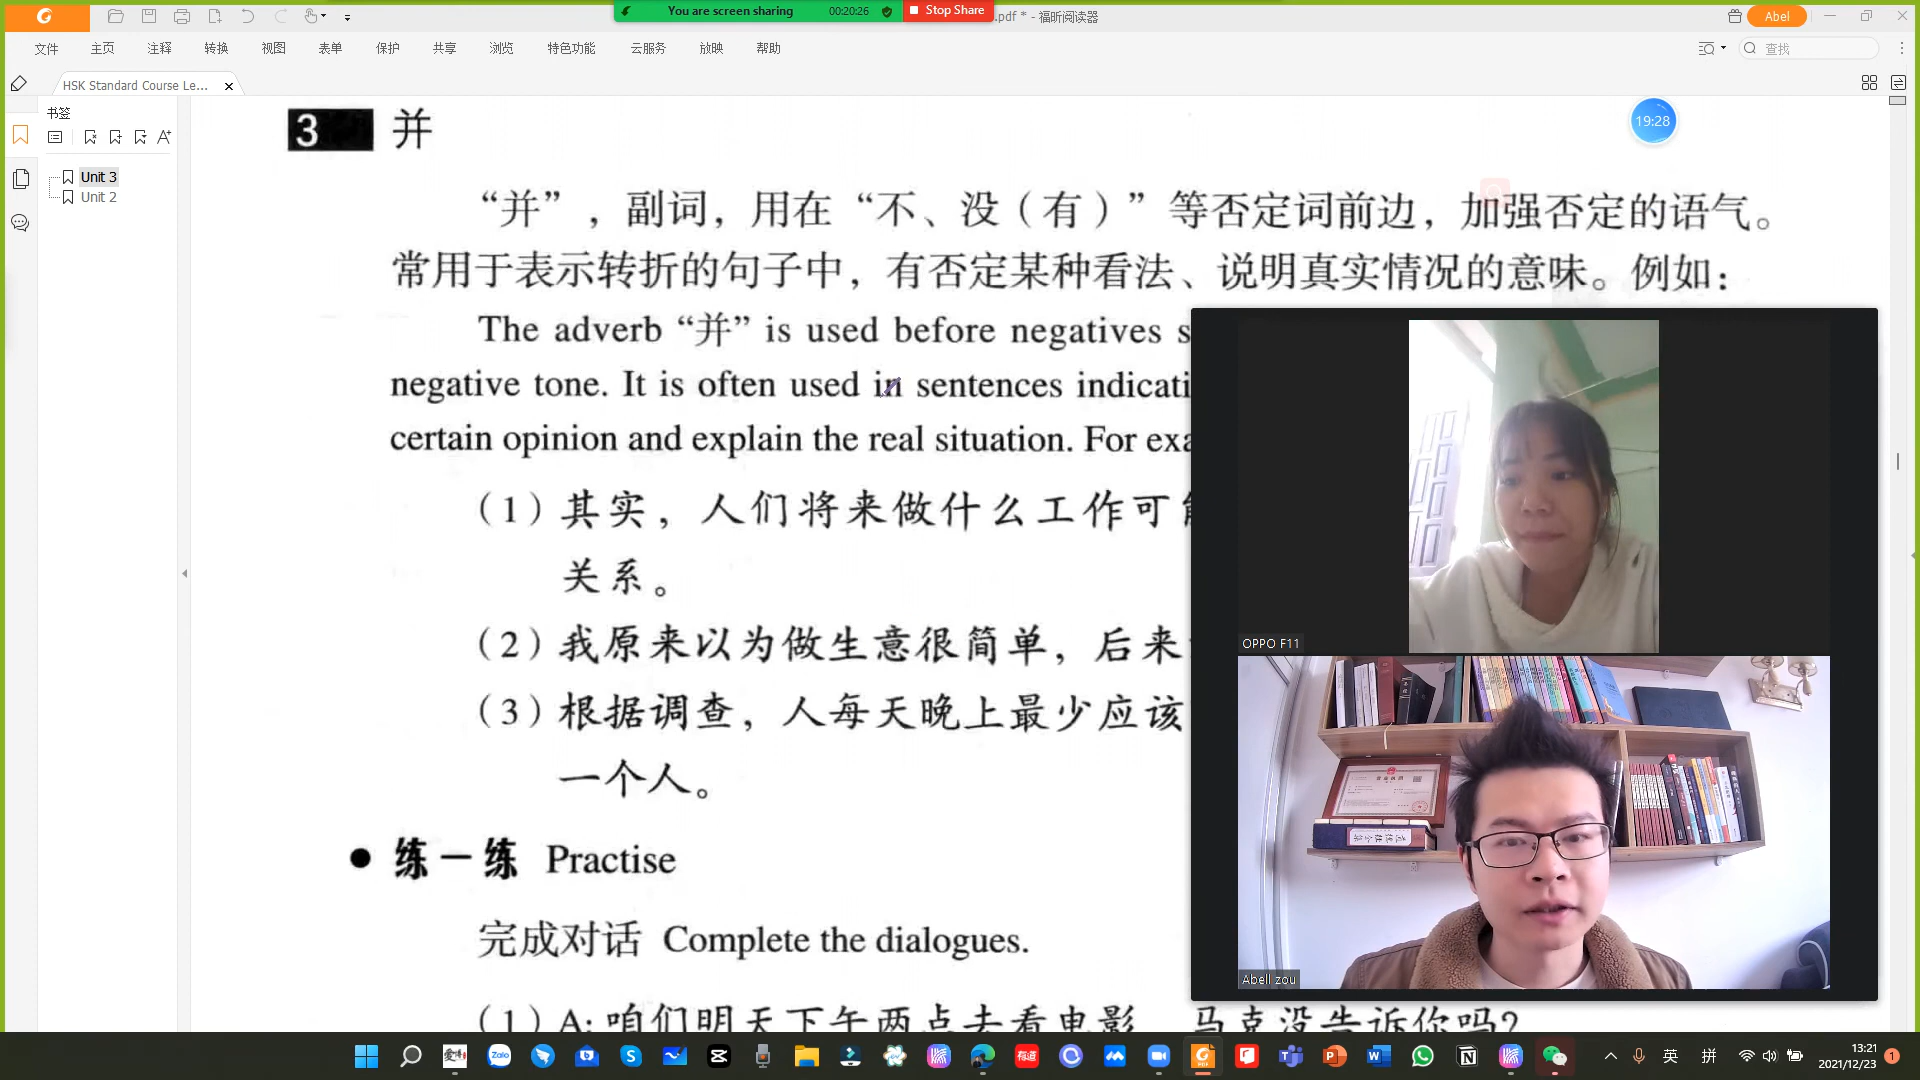 You are screen sharing
00:20:26
Stop Share
.pdf * - 福昕阅读器
Abel
文件 主页 注释 转换 视图 表单 保护 共享 浏览 特色功能 云服务 放映 帮助
查找
HSK Standard Course Le...
书签
Unit 3
Unit 2
19:28
3 并
“并”，副词，用在“不、没（有）”等否定词前边，加强否定的语气。
常用于表示转折的句子中，有否定某种看法、说明真实情况的意味。例如：
The adverb “并” is used before negatives s
negative tone. It is often used in sentences indicati
certain opinion and explain the real situation. For exa
（1）其实，人们将来做什么工作可
关系。
（2）我原来以为做生意很简单，后来
（3）根据调查，人每天晚上最少应该
一个人。
OPPO F11
Abell zou
● 练一练 Practise
完成对话 Complete the dialogues.
（1）A: 咱们明天下午两点去看电影，马克没告诉你吗？
Zalo
有道
英
拼
13:21
2021/12/23
1